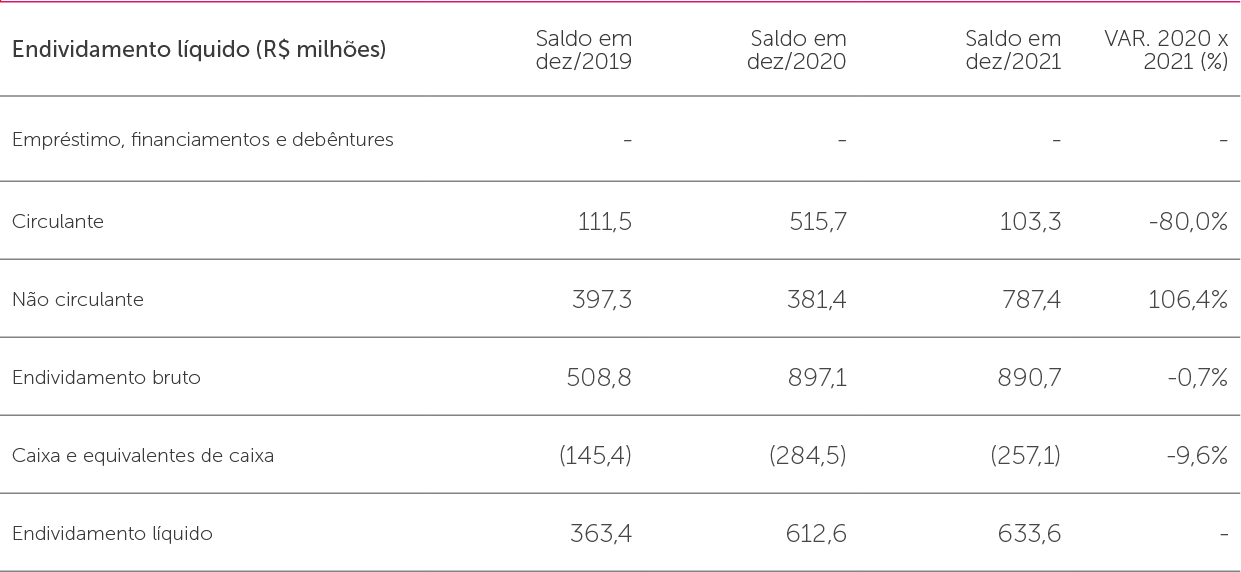 Endividamento líquido (R$ milhões) Saldo em dez/2019 Saldo em dez/2020 Saldo em dez/2021 VAR. 2020 x 2021 (%)
Empréstimo, financiamentos e debêntures - - - -
Circulante 111,5 515,7 103,3 -80,0%
Não circulante 397,3 381,4 787,4 106,4%
Endividamento bruto 508,8 897,1 890,7 -0,7%
Caixa e equivalentes de caixa (145,4) (284,5) (257,1) -9,6%
Endividamento líquido 363,4 612,6 633,6 -